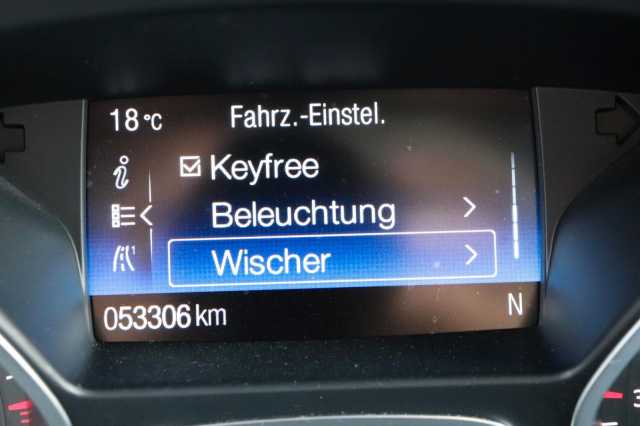 18°C Fahrz.-Einstel.
Keyfree
Beleuchtung
Wischer
053306 km N